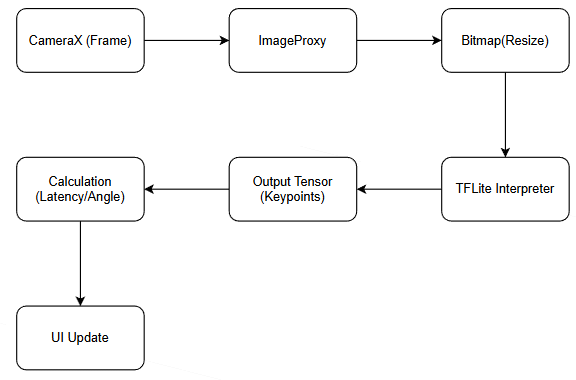 CameraX (Frame)
ImageProxy
Bitmap(Resize)
TFLite Interpreter
Output Tensor
(Keypoints)
Calculation
(Latency/Angle)
UI Update